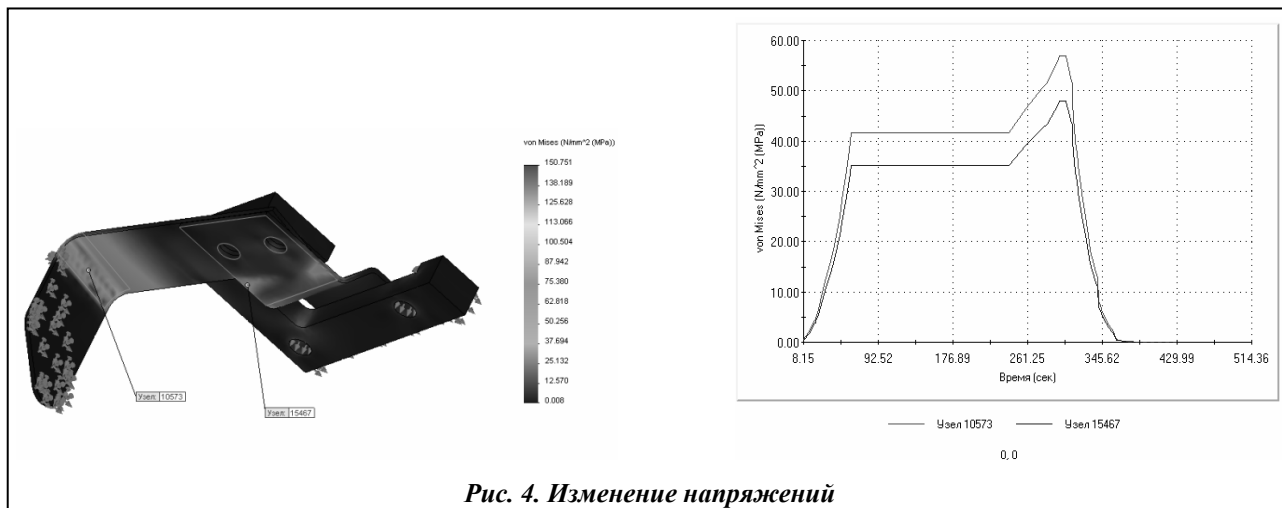 von Mises (N/mm^2 (MPa))
150.751
138.189
125.628
113.066
100.504
87.942
75.380
62.818
50.256
37.694
25.132
12.570
0.008
Узел: 10573
Узел: 15467
von Mises (N/mm^2 (MPa))
60.00
50.00
40.00
30.00
20.00
10.00
0.00
8.15 92.52 176.89 261.25 345.62 429.99 514.36
Время (сек)
Узел 10573 Узел 15467
0, 0
Рис. 4. Изменение напряжений